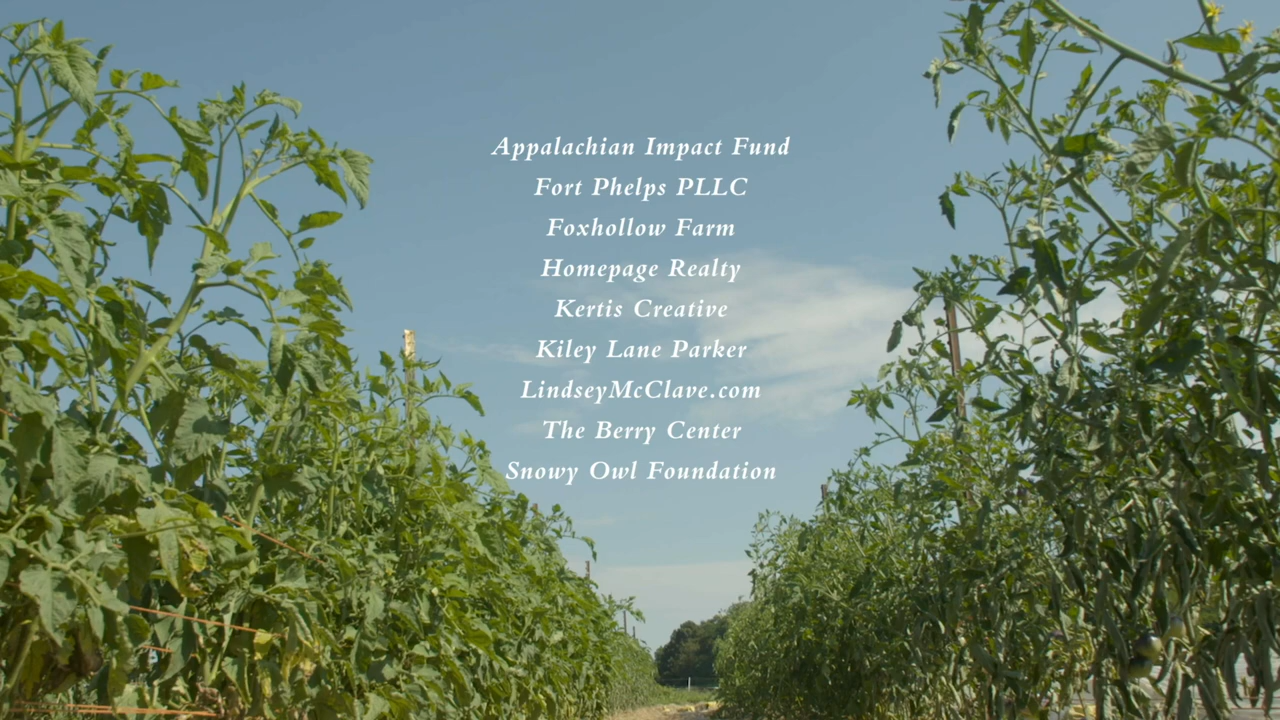 Appalachian Impact Fund
Fort Phelps PLLC
Foxhollow Farm
Homepage Realty
Kertis Creative
Kiley Lane Parker
LindseyMcClave.com
The Berry Center
Snowy Owl Foundation